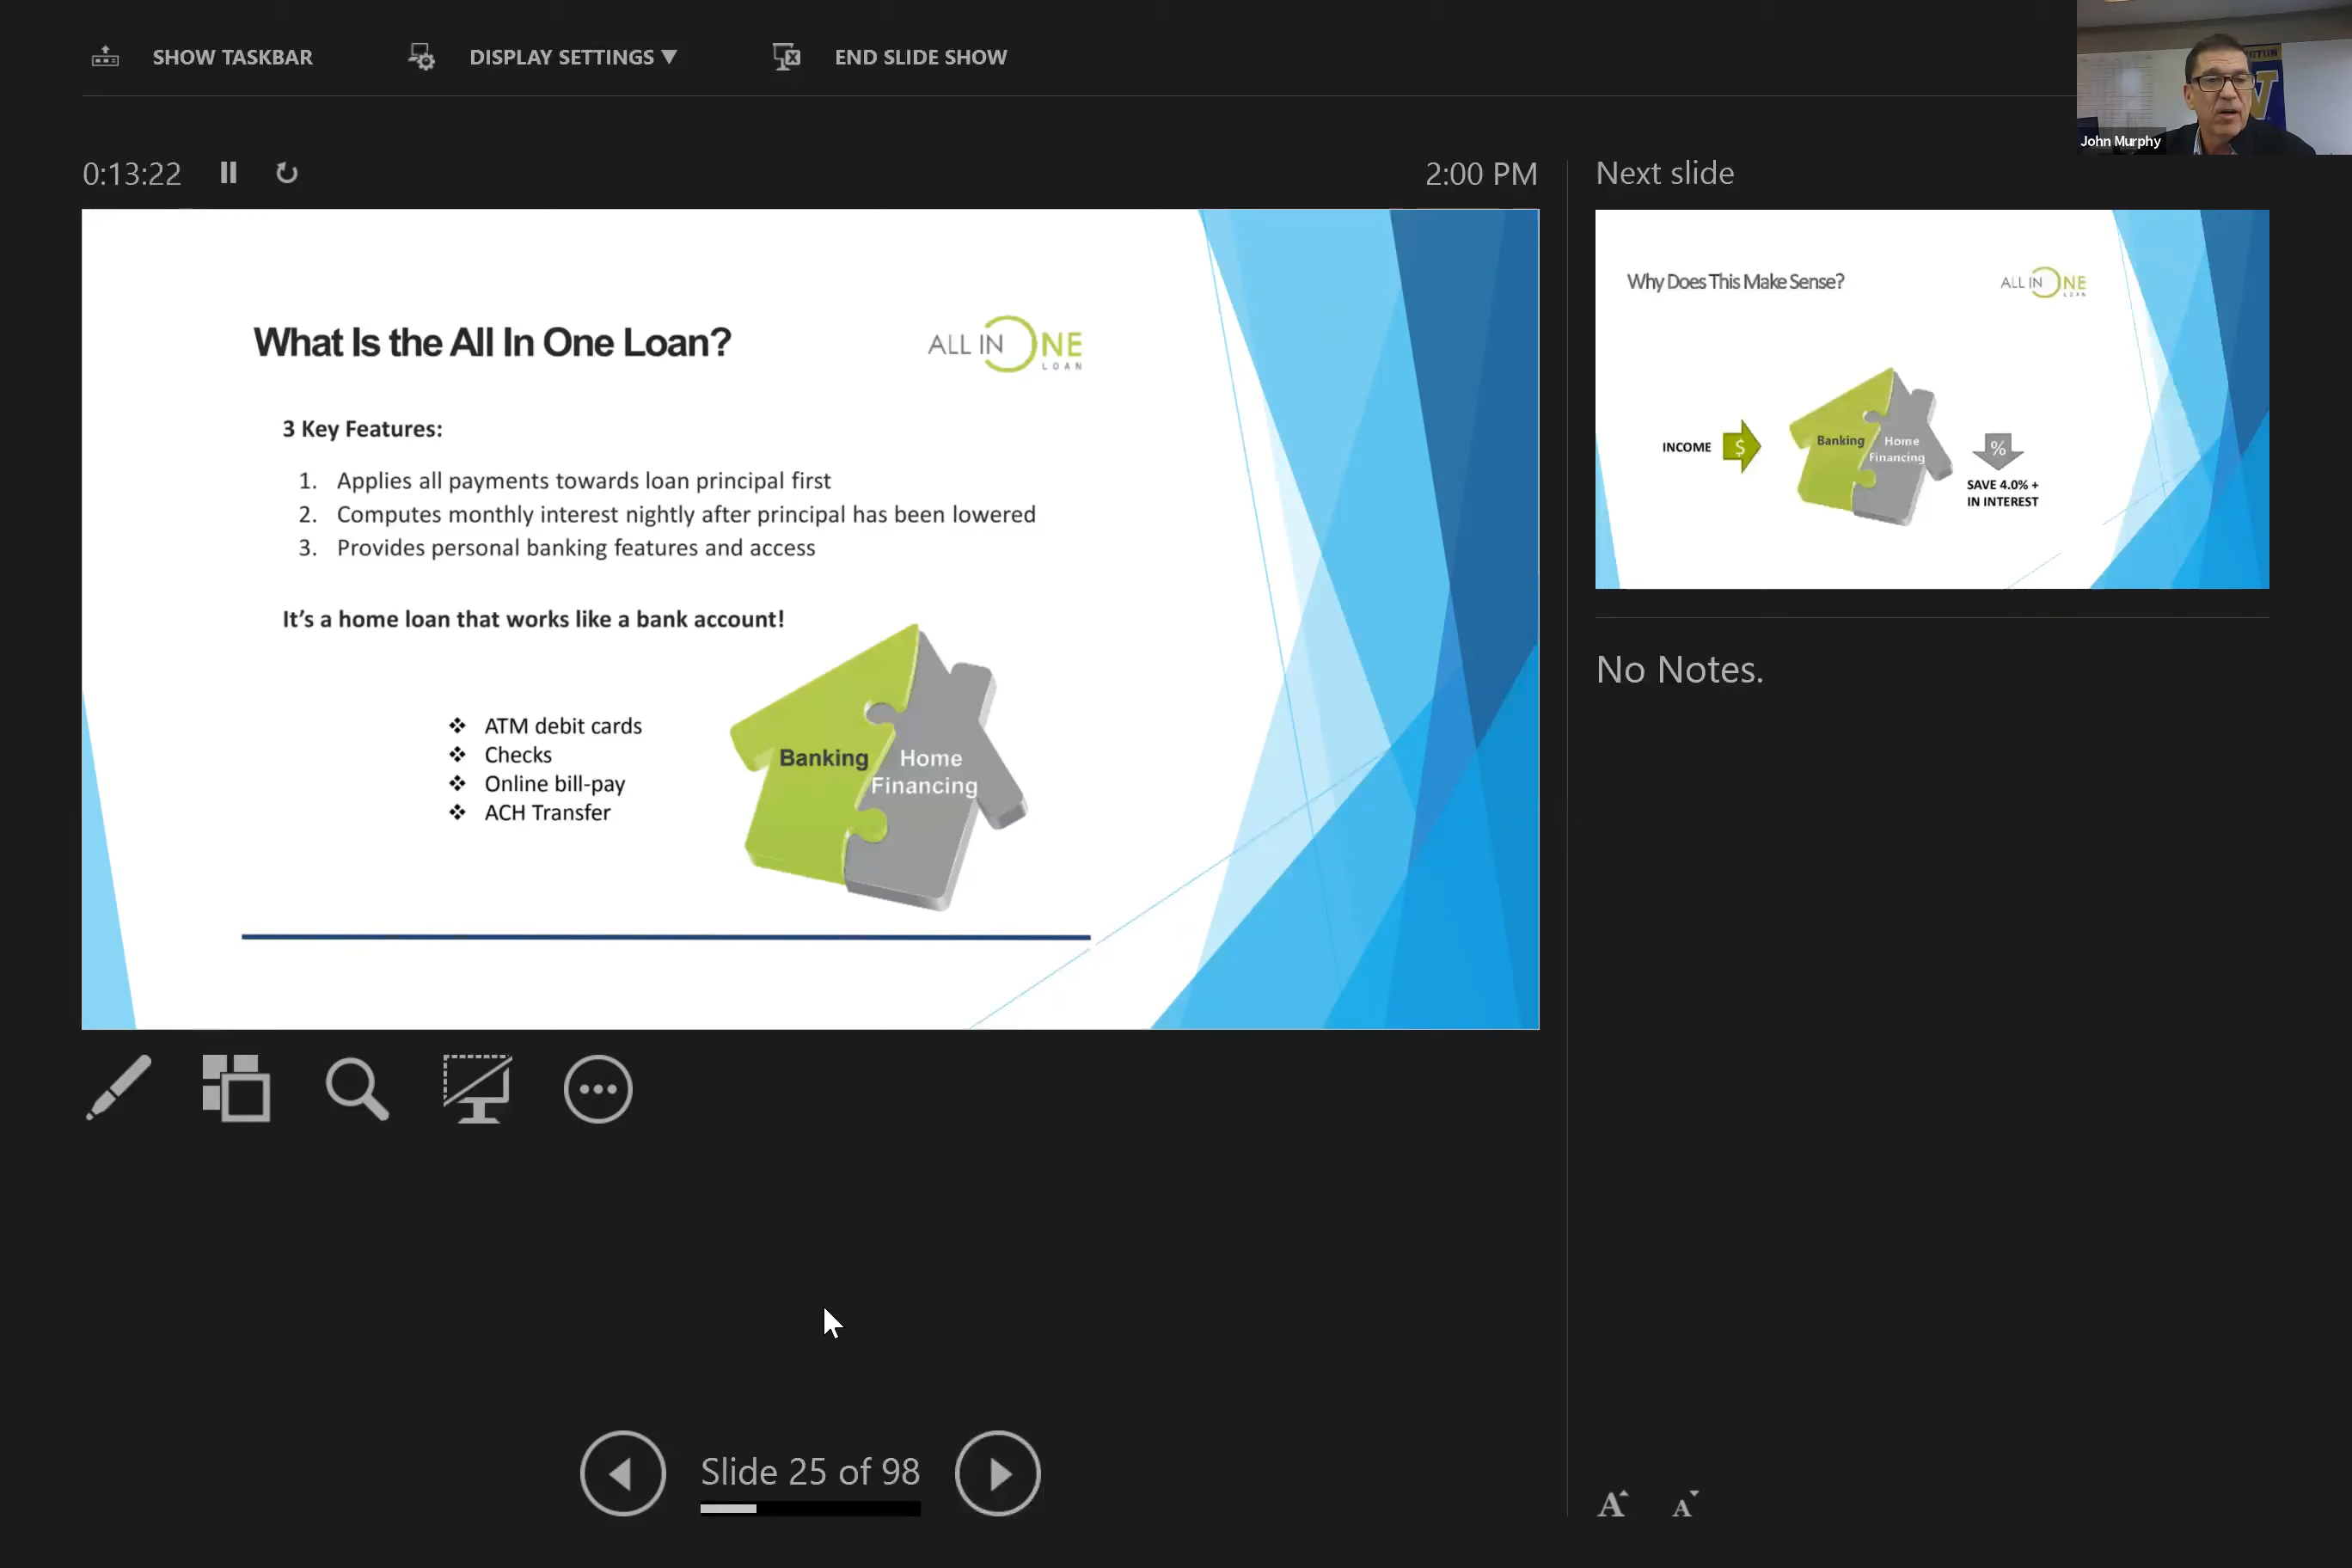 SHOW TASKBAR
DISPLAY SETTINGS ▼
END SLIDE SHOW
John Murphy
0:13:22
2:00 PM
What Is the All In One Loan?
ALL IN ONE
LOAN
3 Key Features:
1. Applies all payments towards loan principal first
2. Computes monthly interest nightly after principal has been lowered
3. Provides personal banking features and access
It's a home loan that works like a bank account!
❖ ATM debit cards
❖ Checks
❖ Online bill-pay
❖ ACH Transfer
Banking
Home
Financing
Next slide
Why Does This Make Sense?
ALL IN ONE
LOAN
INCOME
$
Banking
Home
Financing
%
SAVE 4.0% +
IN INTEREST
No Notes.
Slide 25 of 98
A
A